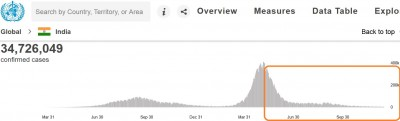 Search by Country, Territory, or Area
Overview Measures Data Table Explo
Global India Back to top
34,726,049
confirmed cases
400k
200k
Mar 31 Jun 30 Sep 30 Dec 31 Mar 31 Jun 30 Sep 30